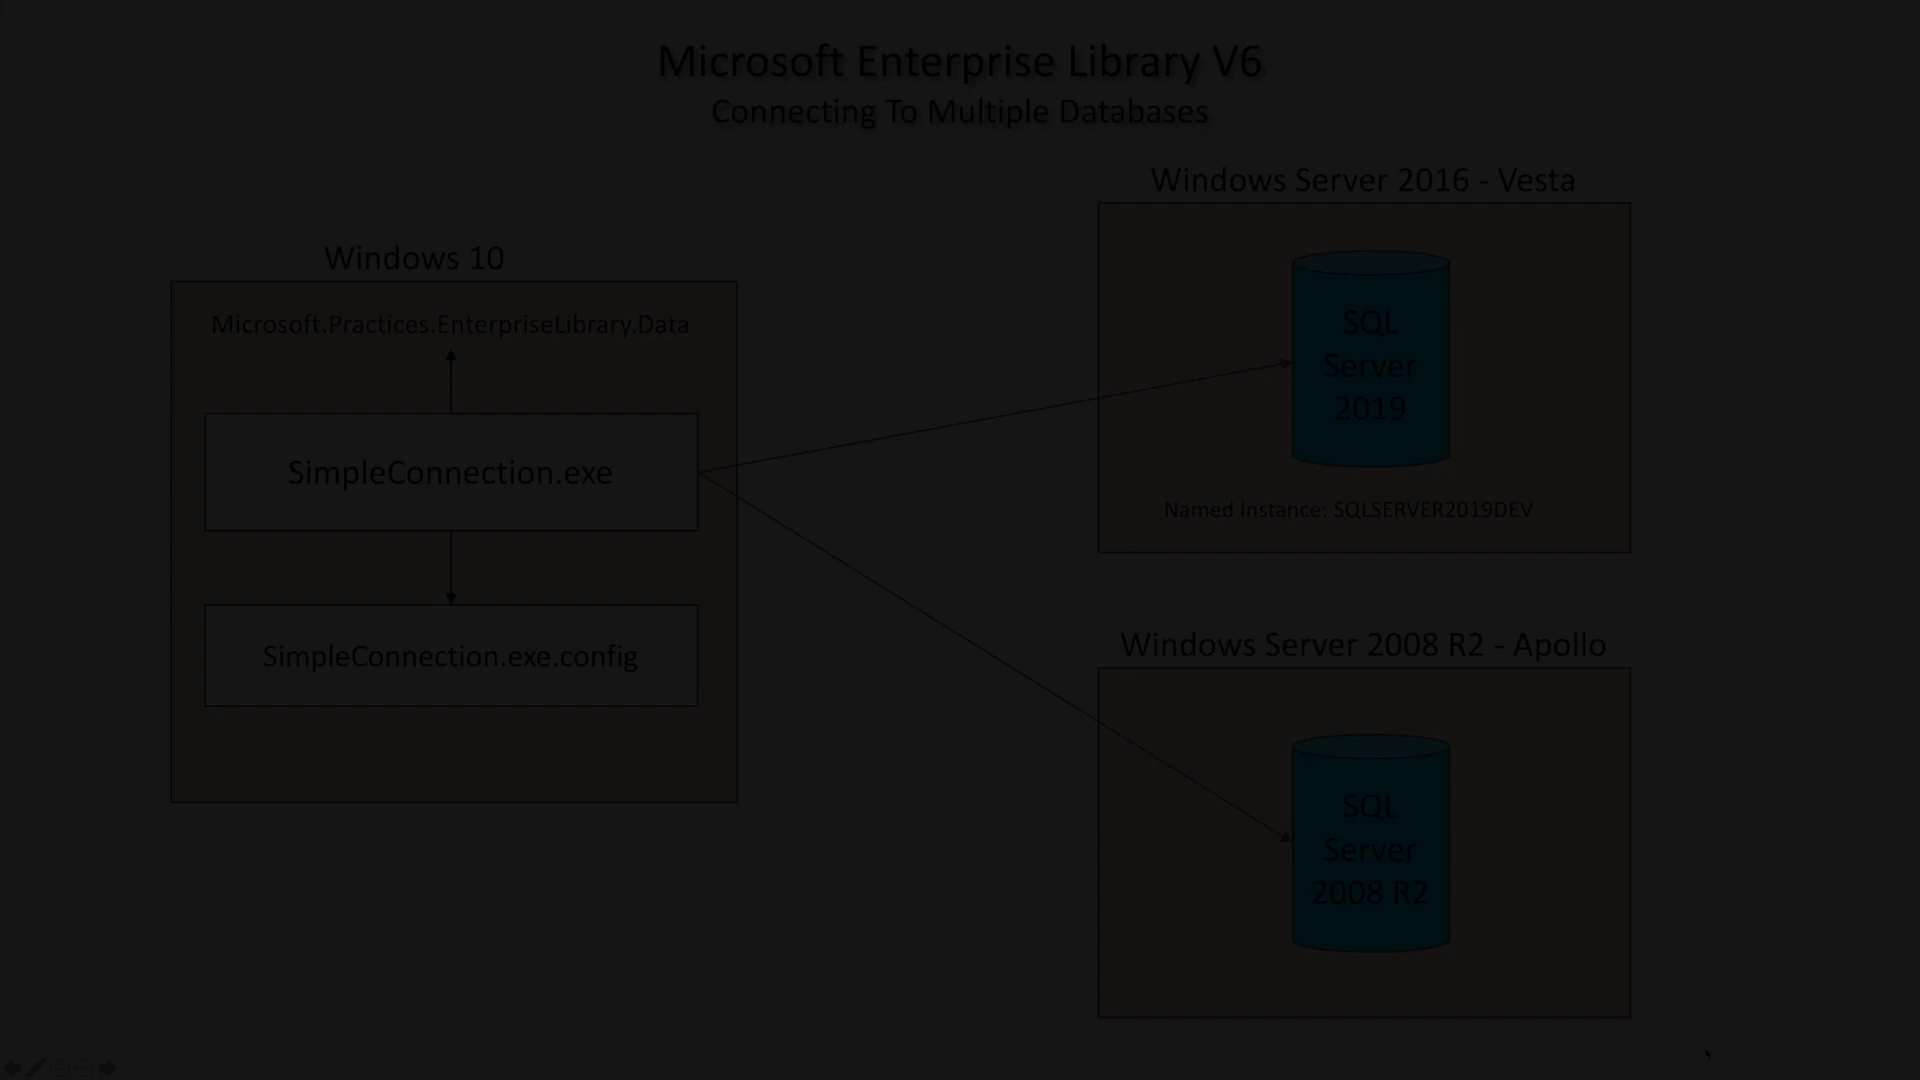 Microsoft Enterprise Library V6
Connecting To Multiple Databases
Windows Server 2016 - Vesta
Windows 10
Microsoft.Practices.EnterpriseLibrary.Data
SQL
Server
2019
SimpleConnection.exe
Named Instance: SQLSERVER2019DEV
SimpleConnection.exe.config
Windows Server 2008 R2 - Apollo
SQL
Server
2008 R2